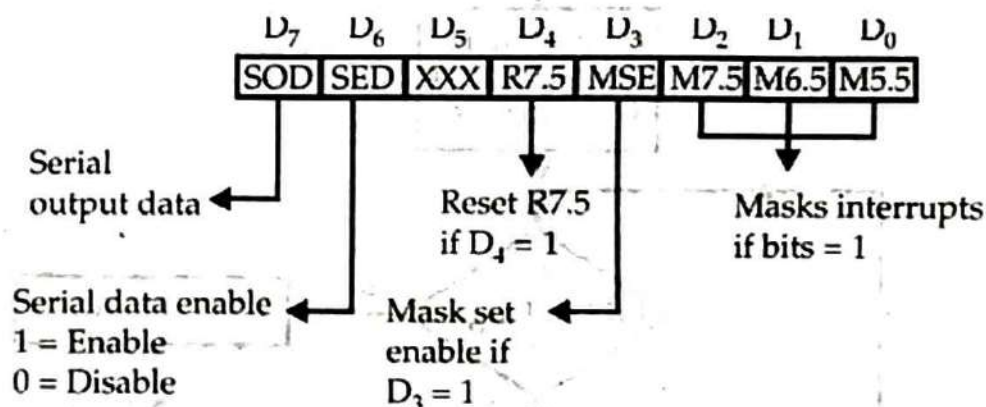 D₇ D₆ D₅ D₄ D₃ D₂ D₁ D₀
SOD SED XXX R7.5 MSE M7.5 M6.5 M5.5
Serial
output data
Reset R7.5
if D₄ = 1
Masks interrupts
if bits = 1
Serial data enable
1 = Enable
0 = Disable
Mask set
enable if
D₃ = 1